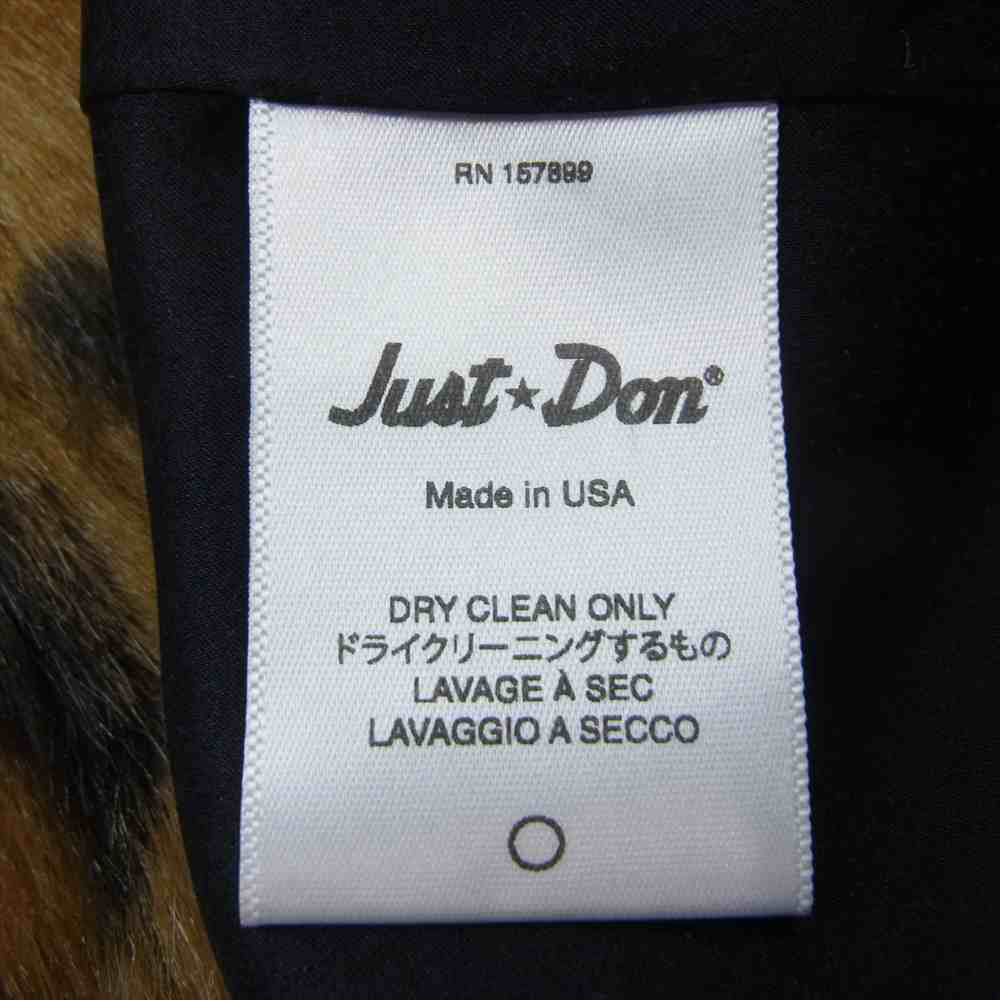 RN 157899
Just★Don®
Made in USA
DRY CLEAN ONLY
ドライクリーニングするもの
LAVAGE À SEC
LAVAGGIO A SECCO